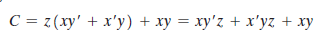 C = z(xy' + x'y) + xy = xy'z + x'yz + xy